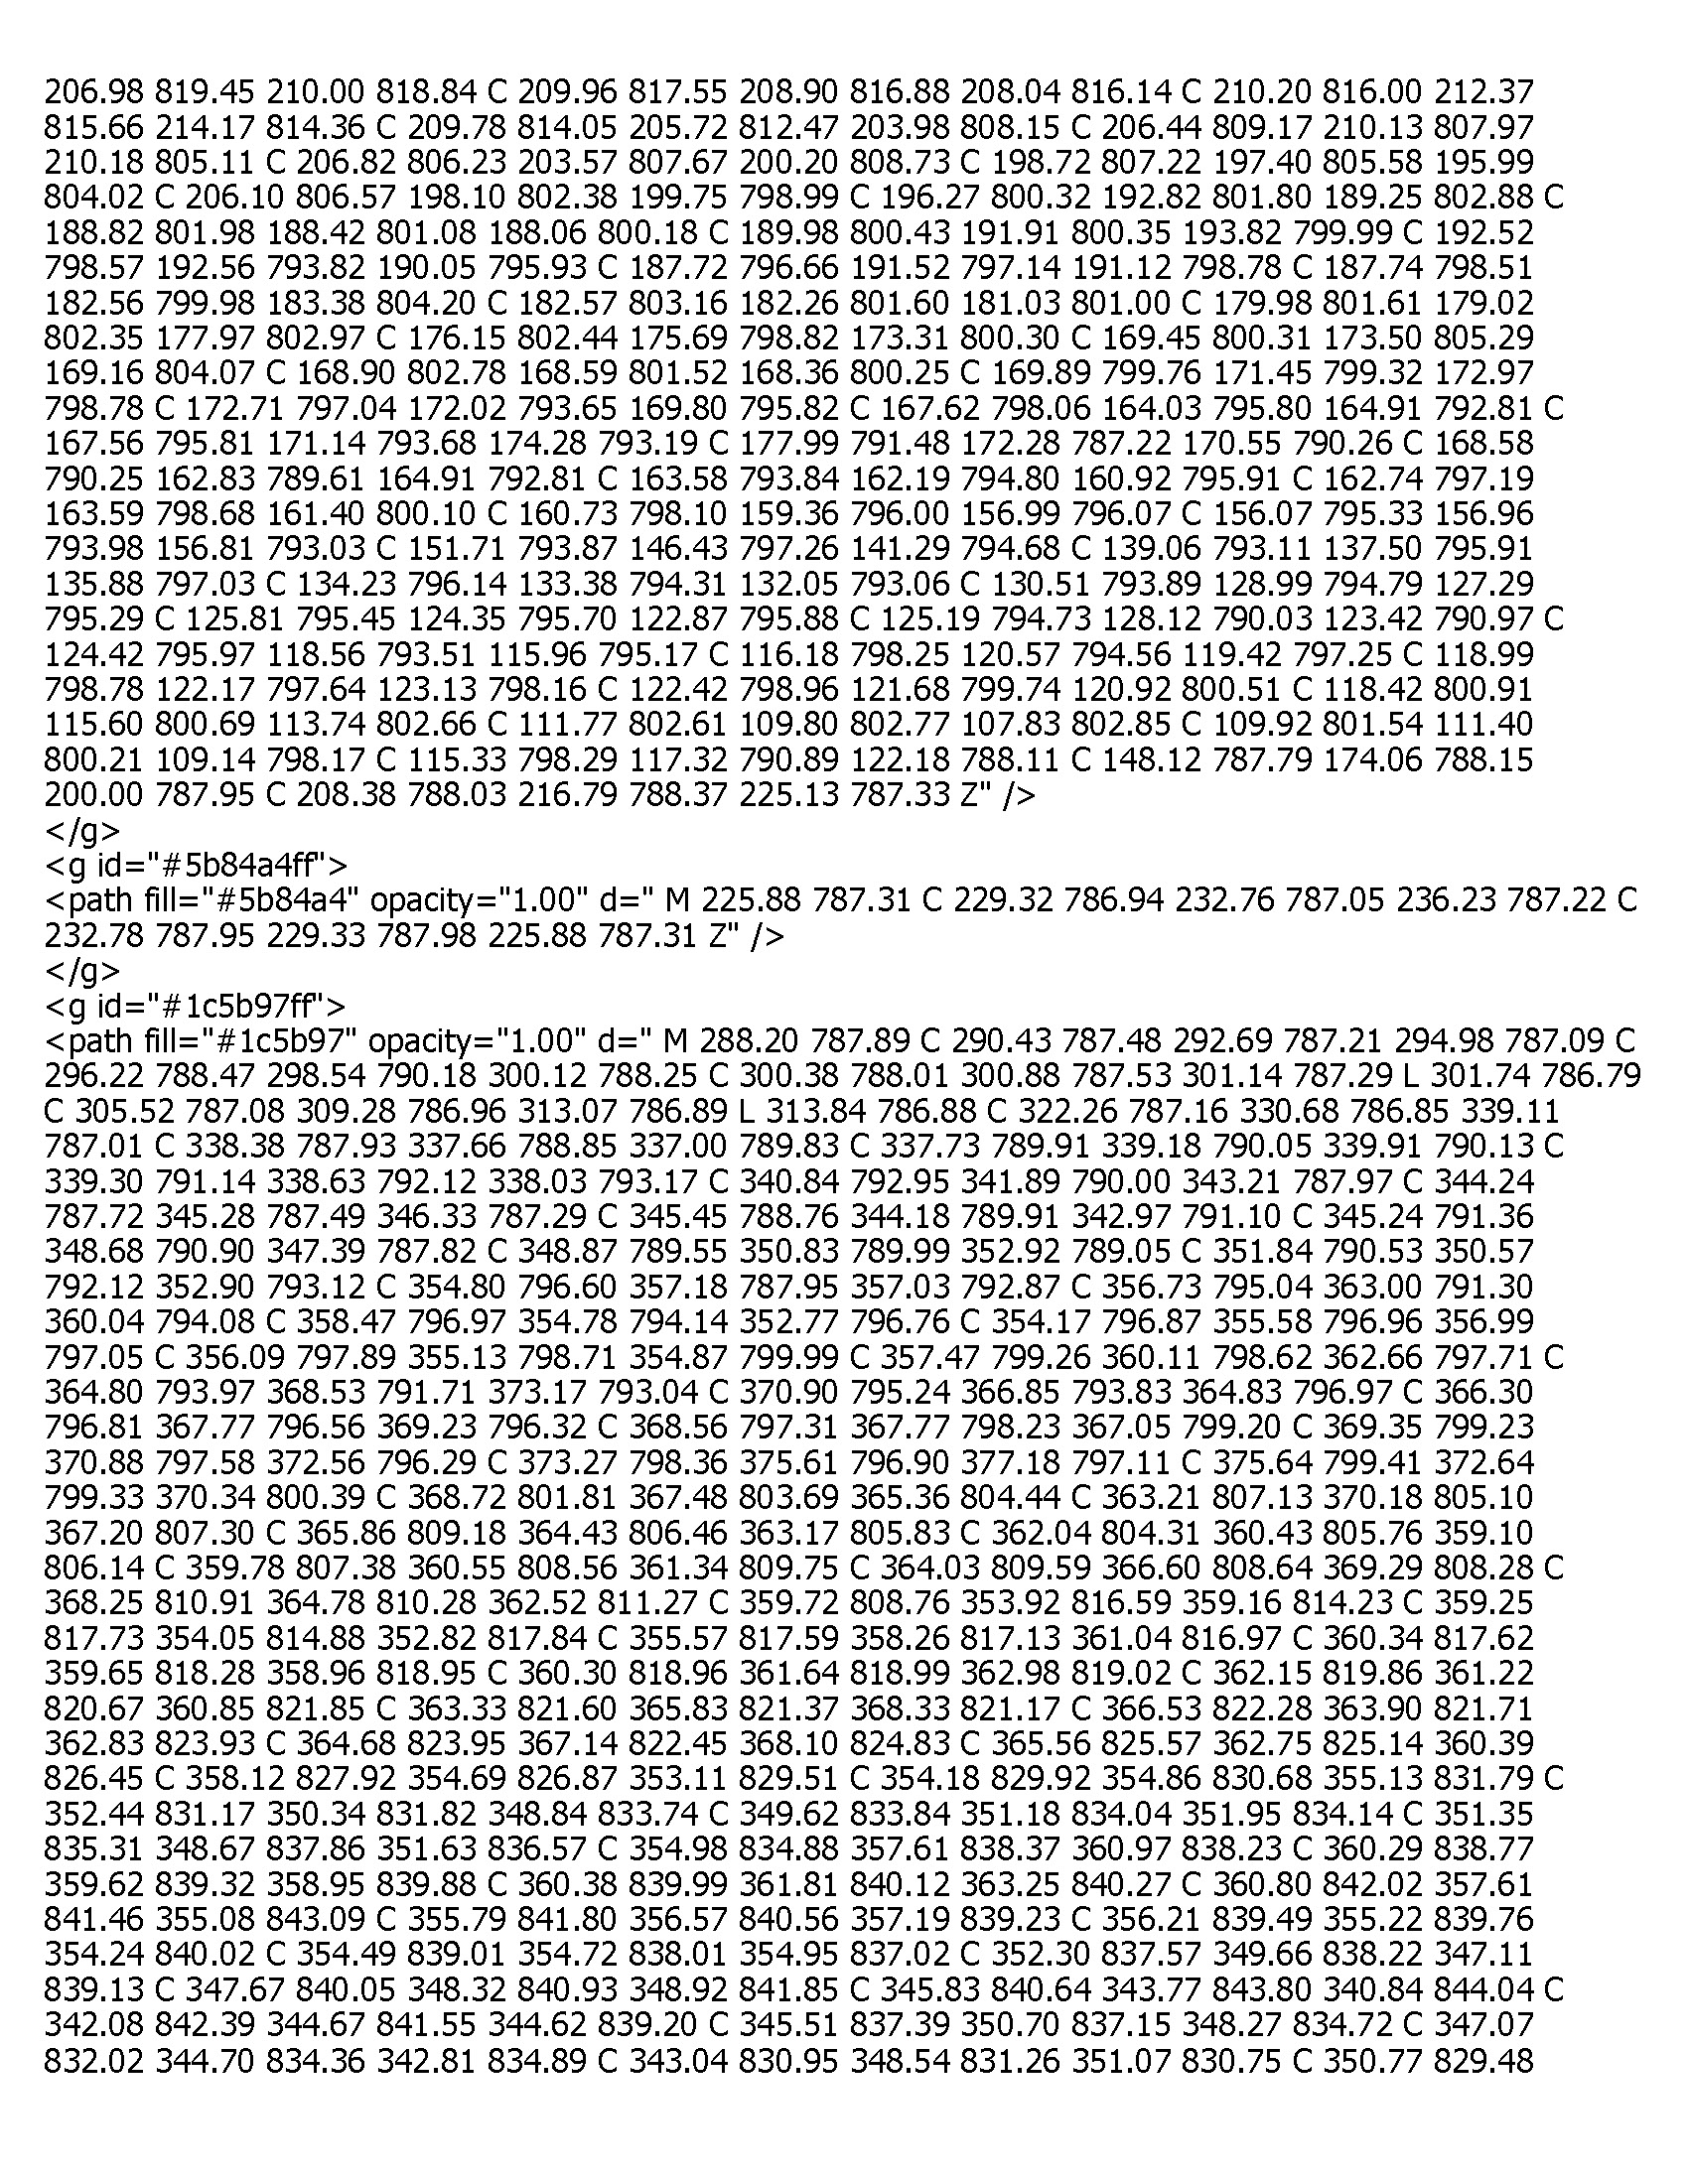 206.98 819.45 210.00 818.84 C 209.96 817.55 208.90 816.88 208.04 816.14 C 210.20 816.00 212.37
815.66 214.17 814.36 C 209.78 814.05 205.72 812.47 203.98 808.15 C 206.44 809.17 210.13 807.97
210.18 805.11 C 206.82 806.23 203.57 807.67 200.20 808.73 C 198.72 807.22 197.40 805.58 195.99
804.02 C 206.10 806.57 198.10 802.38 199.75 798.99 C 196.27 800.32 192.82 801.80 189.25 802.88 C
188.82 801.98 188.42 801.08 188.06 800.18 C 189.98 800.43 191.91 800.35 193.82 799.99 C 192.52
798.57 192.56 793.82 190.05 795.93 C 187.72 796.66 191.52 797.14 191.12 798.78 C 187.74 798.51
182.56 799.98 183.38 804.20 C 182.57 803.16 182.26 801.60 181.03 801.00 C 179.98 801.61 179.02
802.35 177.97 802.97 C 176.15 802.44 175.69 798.82 173.31 800.30 C 169.45 800.31 173.50 805.29
169.16 804.07 C 168.90 802.78 168.59 801.52 168.36 800.25 C 169.89 799.76 171.45 799.32 172.97
798.78 C 172.71 797.04 172.02 793.65 169.80 795.82 C 167.62 798.06 164.03 795.80 164.91 792.81 C
167.56 795.81 171.14 793.68 174.28 793.19 C 177.99 791.48 172.28 787.22 170.55 790.26 C 168.58
790.25 162.83 789.61 164.91 792.81 C 163.58 793.84 162.19 794.80 160.92 795.91 C 162.74 797.19
163.59 798.68 161.40 800.10 C 160.73 798.10 159.36 796.00 156.99 796.07 C 156.07 795.33 156.96
793.98 156.81 793.03 C 151.71 793.87 146.43 797.26 141.29 794.68 C 139.06 793.11 137.50 795.91
135.88 797.03 C 134.23 796.14 133.38 794.31 132.05 793.06 C 130.51 793.89 128.99 794.79 127.29
795.29 C 125.81 795.45 124.35 795.70 122.87 795.88 C 125.19 794.73 128.12 790.03 123.42 790.97 C
124.42 795.97 118.56 793.51 115.96 795.17 C 116.18 798.25 120.57 794.56 119.42 797.25 C 118.99
798.78 122.17 797.64 123.13 798.16 C 122.42 798.96 121.68 799.74 120.92 800.51 C 118.42 800.91
115.60 800.69 113.74 802.66 C 111.77 802.61 109.80 802.77 107.83 802.85 C 109.92 801.54 111.40
800.21 109.14 798.17 C 115.33 798.29 117.32 790.89 122.18 788.11 C 148.12 787.79 174.06 788.15
200.00 787.95 C 208.38 788.03 216.79 788.37 225.13 787.33 Z" />
</g>
<g id="#5b84a4ff">
<path fill="#5b84a4" opacity="1.00" d=" M 225.88 787.31 C 229.32 786.94 232.76 787.05 236.23 787.22 C
232.78 787.95 229.33 787.98 225.88 787.31 Z" />
</g>
<g id="#1c5b97ff">
<path fill="#1c5b97" opacity="1.00" d=" M 288.20 787.89 C 290.43 787.48 292.69 787.21 294.98 787.09 C
296.22 788.47 298.54 790.18 300.12 788.25 C 300.38 788.01 300.88 787.53 301.14 787.29 L 301.74 786.79
C 305.52 787.08 309.28 786.96 313.07 786.89 L 313.84 786.88 C 322.26 787.16 330.68 786.85 339.11
787.01 C 338.38 787.93 337.66 788.85 337.00 789.83 C 337.73 789.91 339.18 790.05 339.91 790.13 C
339.30 791.14 338.63 792.12 338.03 793.17 C 340.84 792.95 341.89 790.00 343.21 787.97 C 344.24
787.72 345.28 787.49 346.33 787.29 C 345.45 788.76 344.18 789.91 342.97 791.10 C 345.24 791.36
348.68 790.90 347.39 787.82 C 348.87 789.55 350.83 789.99 352.92 789.05 C 351.84 790.53 350.57
792.12 352.90 793.12 C 354.80 796.60 357.18 787.95 357.03 792.87 C 356.73 795.04 363.00 791.30
360.04 794.08 C 358.47 796.97 354.78 794.14 352.77 796.76 C 354.17 796.87 355.58 796.96 356.99
797.05 C 356.09 797.89 355.13 798.71 354.87 799.99 C 357.47 799.26 360.11 798.62 362.66 797.71 C
364.80 793.97 368.53 791.71 373.17 793.04 C 370.90 795.24 366.85 793.83 364.83 796.97 C 366.30
796.81 367.77 796.56 369.23 796.32 C 368.56 797.31 367.77 798.23 367.05 799.20 C 369.35 799.23
370.88 797.58 372.56 796.29 C 373.27 798.36 375.61 796.90 377.18 797.11 C 375.64 799.41 372.64
799.33 370.34 800.39 C 368.72 801.81 367.48 803.69 365.36 804.44 C 363.21 807.13 370.18 805.10
367.20 807.30 C 365.86 809.18 364.43 806.46 363.17 805.83 C 362.04 804.31 360.43 805.76 359.10
806.14 C 359.78 807.38 360.55 808.56 361.34 809.75 C 364.03 809.59 366.60 808.64 369.29 808.28 C
368.25 810.91 364.78 810.28 362.52 811.27 C 359.72 808.76 353.92 816.59 359.16 814.23 C 359.25
817.73 354.05 814.88 352.82 817.84 C 355.57 817.59 358.26 817.13 361.04 816.97 C 360.34 817.62
359.65 818.28 358.96 818.95 C 360.30 818.96 361.64 818.99 362.98 819.02 C 362.15 819.86 361.22
820.67 360.85 821.85 C 363.33 821.60 365.83 821.37 368.33 821.17 C 366.53 822.28 363.90 821.71
362.83 823.93 C 364.68 823.95 367.14 822.45 368.10 824.83 C 365.56 825.57 362.75 825.14 360.39
826.45 C 358.12 827.92 354.69 826.87 353.11 829.51 C 354.18 829.92 354.86 830.68 355.13 831.79 C
352.44 831.17 350.34 831.82 348.84 833.74 C 349.62 833.84 351.18 834.04 351.95 834.14 C 351.35
835.31 348.67 837.86 351.63 836.57 C 354.98 834.88 357.61 838.37 360.97 838.23 C 360.29 838.77
359.62 839.32 358.95 839.88 C 360.38 839.99 361.81 840.12 363.25 840.27 C 360.80 842.02 357.61
841.46 355.08 843.09 C 355.79 841.80 356.57 840.56 357.19 839.23 C 356.21 839.49 355.22 839.76
354.24 840.02 C 354.49 839.01 354.72 838.01 354.95 837.02 C 352.30 837.57 349.66 838.22 347.11
839.13 C 347.67 840.05 348.32 840.93 348.92 841.85 C 345.83 840.64 343.77 843.80 340.84 844.04 C
342.08 842.39 344.67 841.55 344.62 839.20 C 345.51 837.39 350.70 837.15 348.27 834.72 C 347.07
832.02 344.70 834.36 342.81 834.89 C 343.04 830.95 348.54 831.26 351.07 830.75 C 350.77 829.48